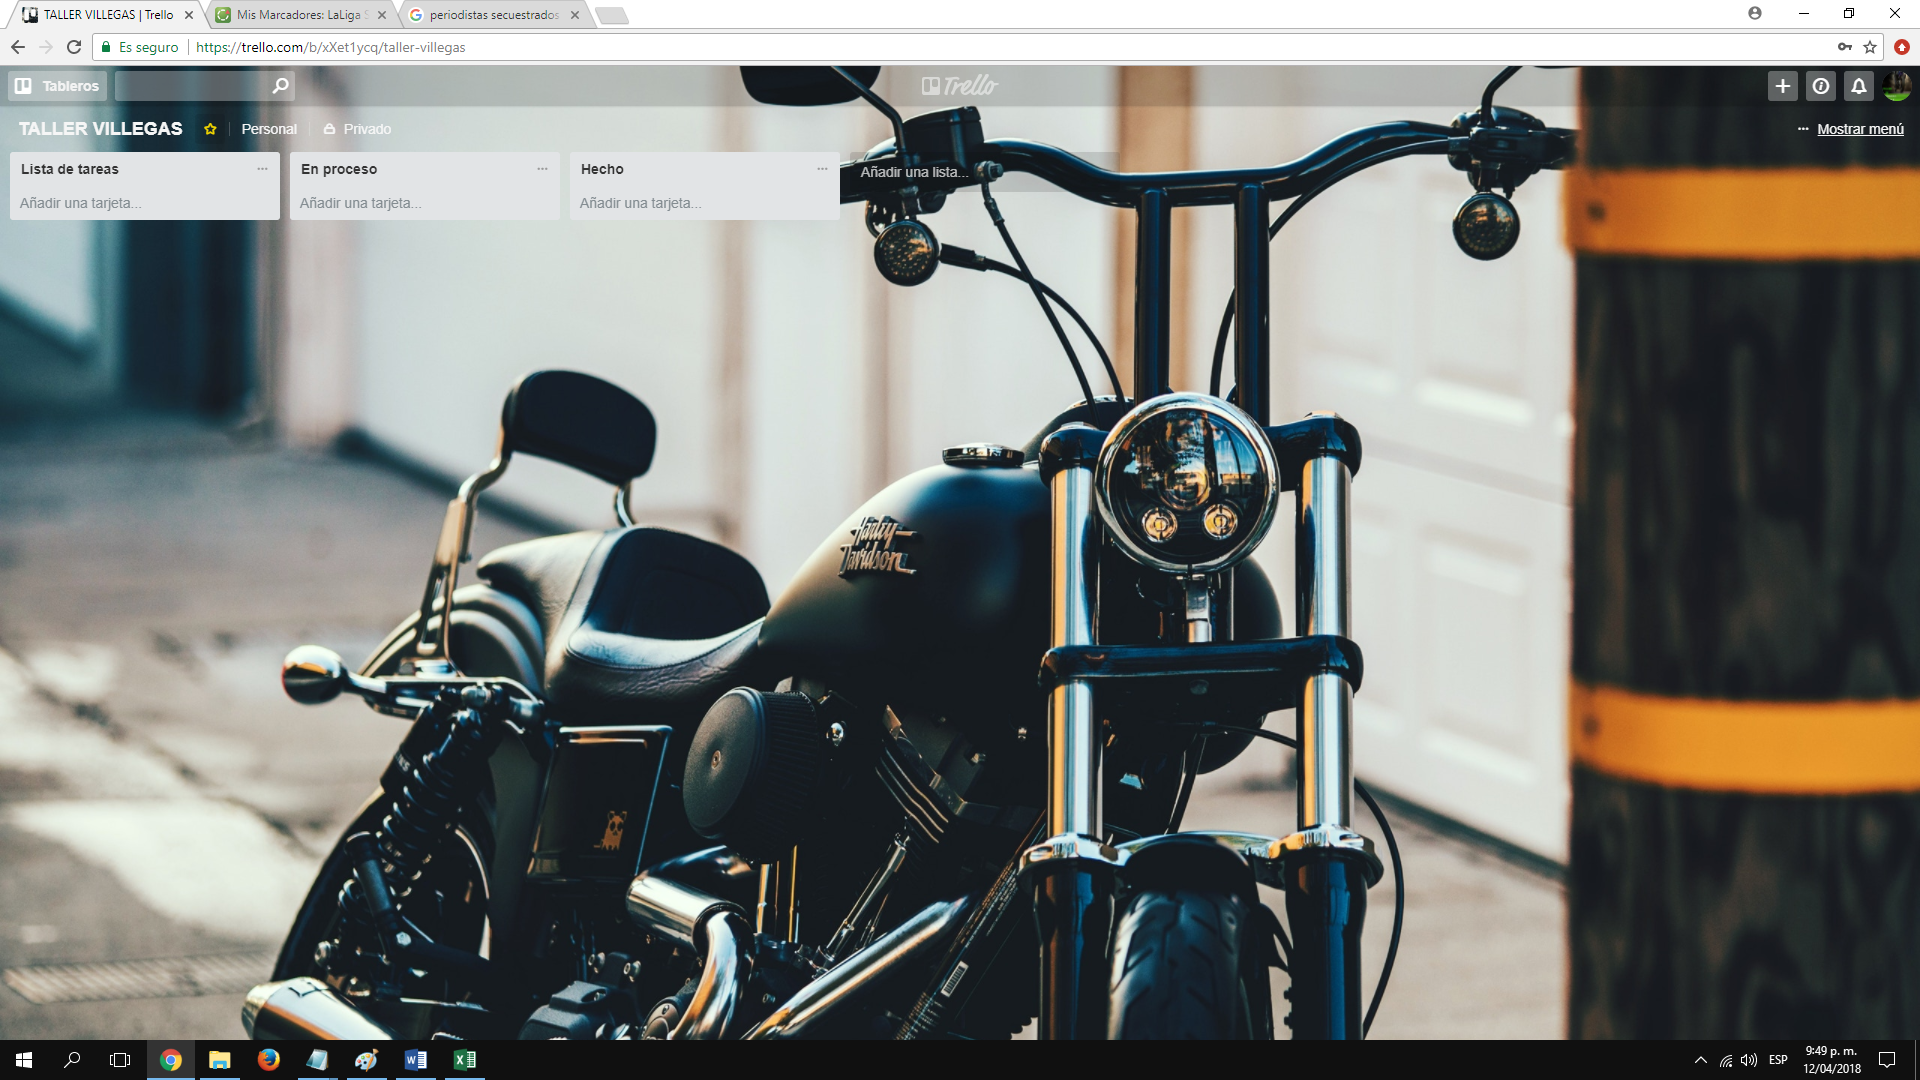 TALLER VILLEGAS | Trello
Mis Marcadores: LaLiga S
periodistas secuestrados
Es seguro
https://trello.com/b/xXet1ycq/taller-villegas
Tableros
Trello
TALLER VILLEGAS
Personal
Privado
... Mostrar menú
Lista de tareas
En proceso
Hecho
Añadir una lista...
Añadir una tarjeta...
Añadir una tarjeta...
Añadir una tarjeta...
Harley
Davidson
ESP
9:49 p. m.
12/04/2018